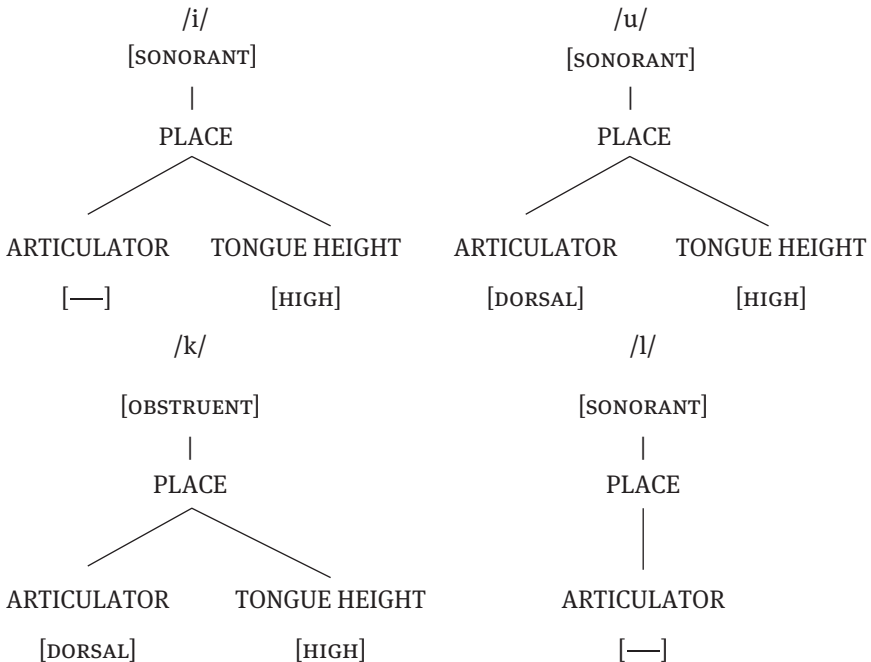 /i/ /u/
[SONORANT] [SONORANT]
| |
PLACE PLACE
ARTICULATOR TONGUE HEIGHT ARTICULATOR TONGUE HEIGHT
[—] [HIGH] [DORSAL] [HIGH]
/k/ /l/
[OBSTRUENT] [SONORANT]
| |
PLACE PLACE
ARTICULATOR TONGUE HEIGHT ARTICULATOR
[DORSAL] [HIGH] [—]